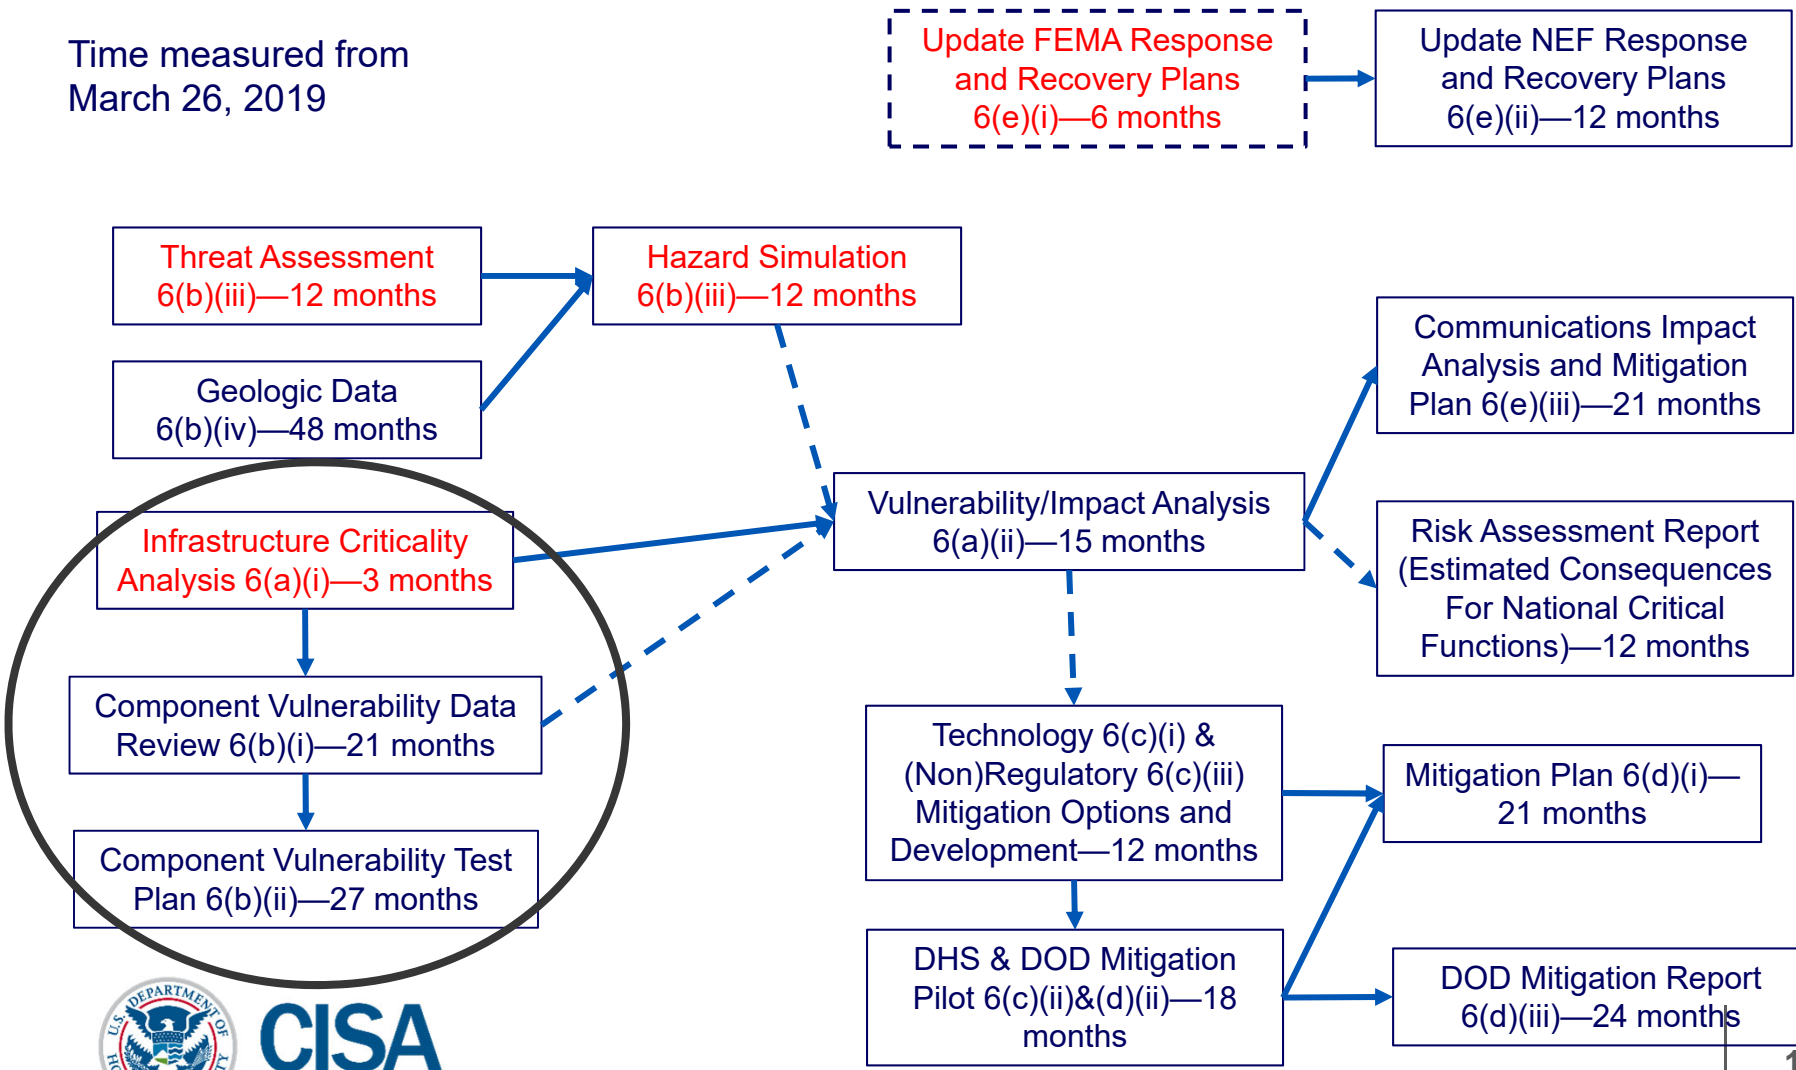 Time measured from
March 26, 2019
Update FEMA Response
and Recovery Plans
6(e)(i)—6 months
Update NEF Response
and Recovery Plans
6(e)(ii)—12 months
Threat Assessment
6(b)(iii)—12 months
Hazard Simulation
6(b)(iii)—12 months
Geologic Data
6(b)(iv)—48 months
Communications Impact
Analysis and Mitigation
Plan 6(e)(iii)—21 months
Infrastructure Criticality
Analysis 6(a)(i)—3 months
Vulnerability/Impact Analysis
6(a)(ii)—15 months
Risk Assessment Report
(Estimated Consequences
For National Critical
Functions)—12 months
Component Vulnerability Data
Review 6(b)(i)—21 months
Technology 6(c)(i) &
(Non)Regulatory 6(c)(iii)
Mitigation Options and
Development—12 months
Mitigation Plan 6(d)(i)—
21 months
Component Vulnerability Test
Plan 6(b)(ii)—27 months
DHS & DOD Mitigation
Pilot 6(c)(ii)&(d)(ii)—18
months
DOD Mitigation Report
6(d)(iii)—24 months
U.S. DEPARTMENT OF
CISA